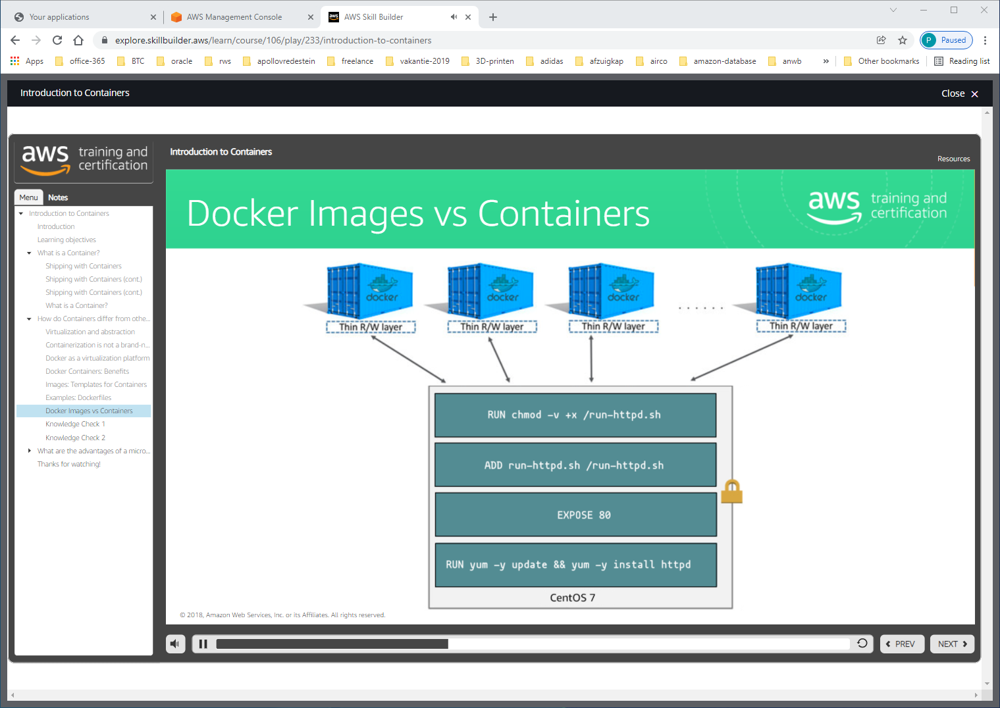 Your applications
AWS Management Console
aws
AWS Skill Builder
explore.skillbuilder.aws/learn/course/106/play/233/introduction-to-containers
P Paused
Apps
office-365
BTC
oracle
rws
apollovredestein
freelance
vakantie-2019
3D-printen
adidas
afzuigkap
airco
amazon-database
anwb
»
Other bookmarks
Reading list
Introduction to Containers
Close
aws training and certification
Introduction to Containers
Resources
Menu
Notes
Introduction to Containers
Introduction
Learning objectives
What is a Container?
Shipping with Containers
Shipping with Containers (cont.)
Shipping with Containers (cont.)
What is a Container?
How do Containers differ from othe...
Virtualization and abstraction
Containerization is not a brand-n...
Docker as a virtualization platform
Docker Containers: Benefits
Images: Templates for Containers
Examples: Dockerfiles
Docker Images vs Containers
Knowledge Check 1
Knowledge Check 2
What are the advantages of a micro...
Thanks for watching!
Docker Images vs Containers
aws training and certification
docker
docker
docker
......
docker
Thin R/W layer
Thin R/W layer
Thin R/W layer
Thin R/W layer
RUN chmod -v +x /run-httpd.sh
ADD run-httpd.sh /run-httpd.sh
EXPOSE 80
RUN yum -y update && yum -y install httpd
CentOS 7
© 2018, Amazon Web Services, Inc. or its Affiliates. All rights reserved.
PREV
NEXT